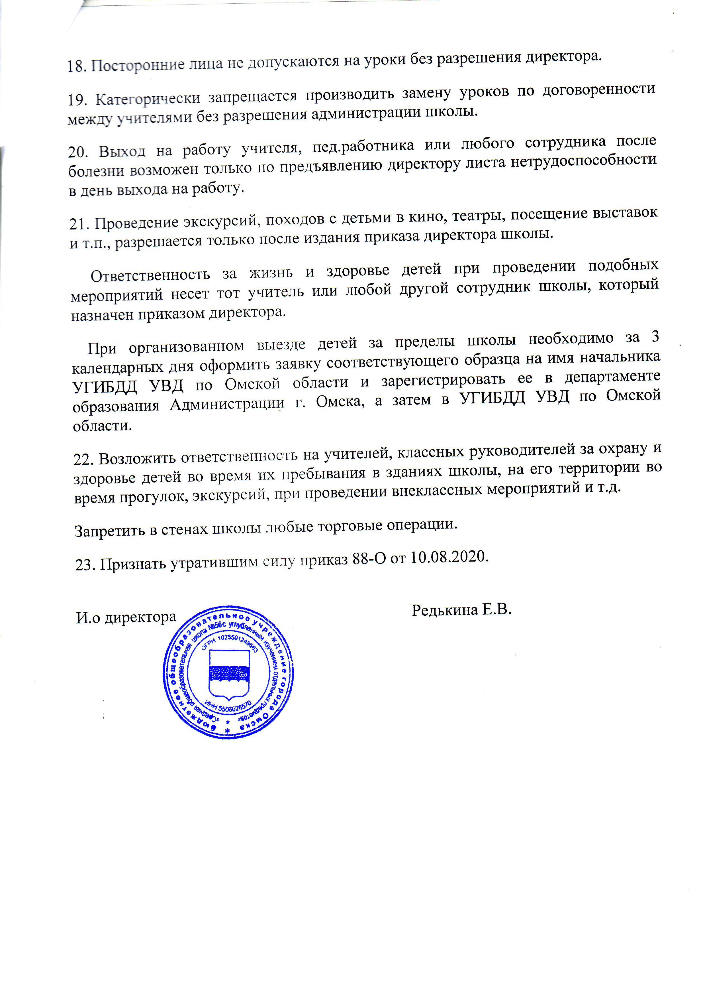 18. Посторонние лица не допускаются на уроки без разрешения директора.
19. Категорически запрещается производить замену уроков по договоренности
между учителями без разрешения администрации школы.
20. Выход на работу учителя, пед.работника или любого сотрудника после
болезни возможен только по предъявлению директору листа нетрудоспособности
в день выхода на работу.
21. Проведение экскурсий, походов с детьми в кино, театры, посещение выставок
и т.п., разрешается только после издания приказа директора школы.
Ответственность за жизнь и здоровье детей при проведении подобных
мероприятий несет тот учитель или любой другой сотрудник школы, который
назначен приказом директора.
При организованном выезде детей за пределы школы необходимо за 3
календарных дня оформить заявку соответствующего образца на имя начальника
УГИБДД УВД по Омской области и зарегистрировать ее в департаменте
образования Администрации г. Омска, а затем в УГИБДД УВД по Омской
области.
22. Возложить ответственность на учителей, классных руководителей за охрану и
здоровье детей во время их пребывания в зданиях школы, на его территории во
время прогулок, экскурсий, при проведении внеклассных мероприятий и т.д.
Запретить в стенах школы любые торговые операции.
23. Признать утратившим силу приказ 88-О от 10.08.2020.
И.о директора Редькина Е.В.
* Бюджетное общеобразовательное учреждение города Омска
* «Средняя общеобразовательная школа №56 с углубленным изучением отдельных предметов»
ОГРН 1025501248563
ИНН 5506026570